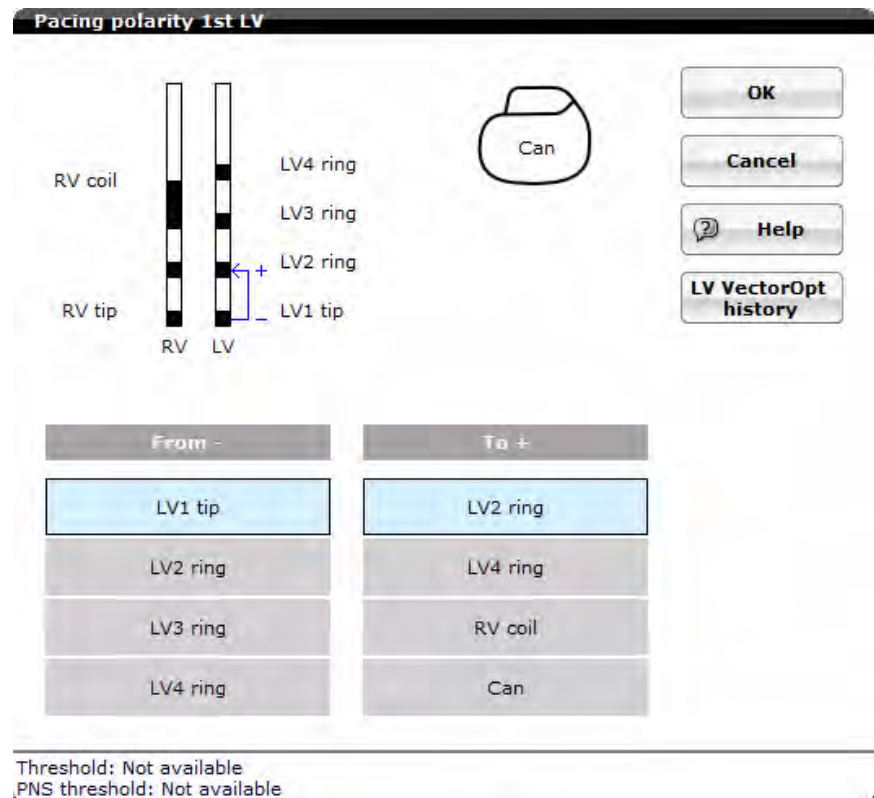 Pacing polarity 1st LV
RV coil
RV tip
RV LV
LV4 ring
LV3 ring
+ LV2 ring
- LV1 tip
Can
OK
Cancel
? Help
LV VectorOpt
history
From - To +
LV1 tip LV2 ring
LV2 ring LV4 ring
LV3 ring RV coil
LV4 ring Can
Threshold: Not available
PNS threshold: Not available